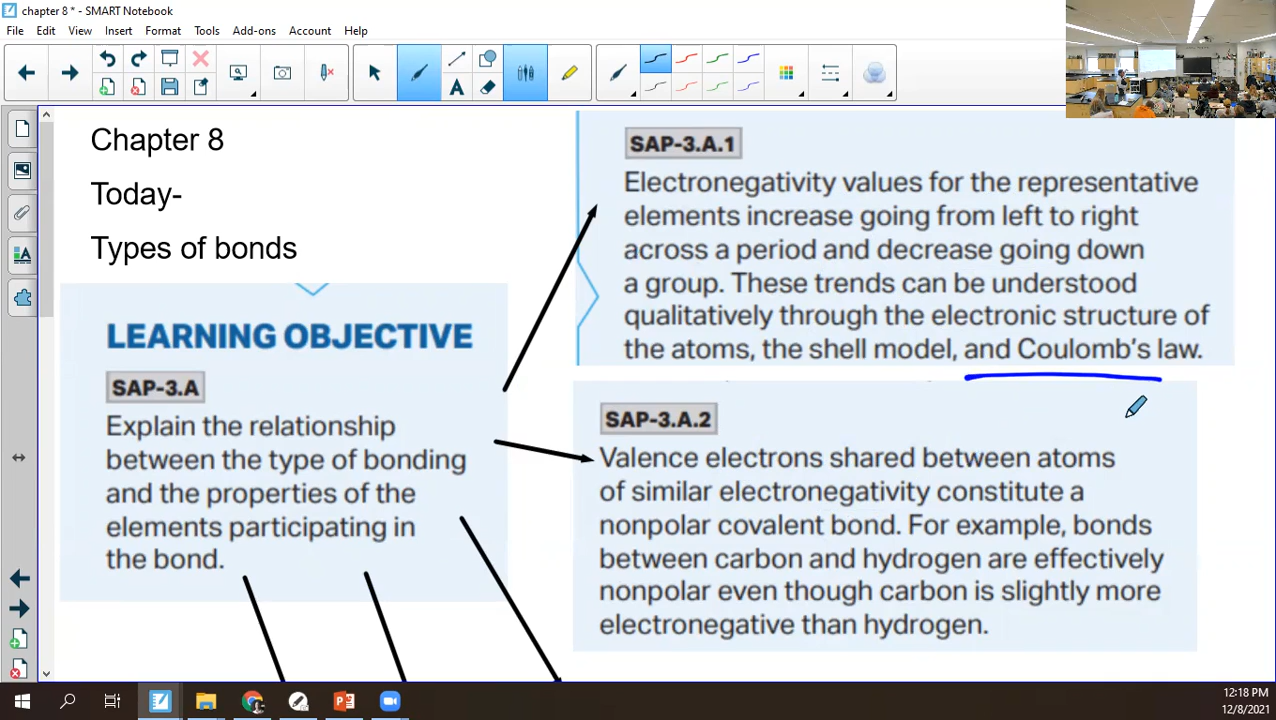 chapter 8 * - SMART Notebook
File Edit View Insert Format Tools Add-ons Account Help
Chapter 8
Today-
Types of bonds
LEARNING OBJECTIVE
SAP-3.A
Explain the relationship
between the type of bonding
and the properties of the
elements participating in
the bond.
SAP-3.A.1
Electronegativity values for the representative
elements increase going from left to right
across a period and decrease going down
a group. These trends can be understood
qualitatively through the electronic structure of
the atoms, the shell model, and Coulomb's law.
SAP-3.A.2
Valence electrons shared between atoms
of similar electronegativity constitute a
nonpolar covalent bond. For example, bonds
between carbon and hydrogen are effectively
nonpolar even though carbon is slightly more
electronegative than hydrogen.
12:18 PM
12/8/2021